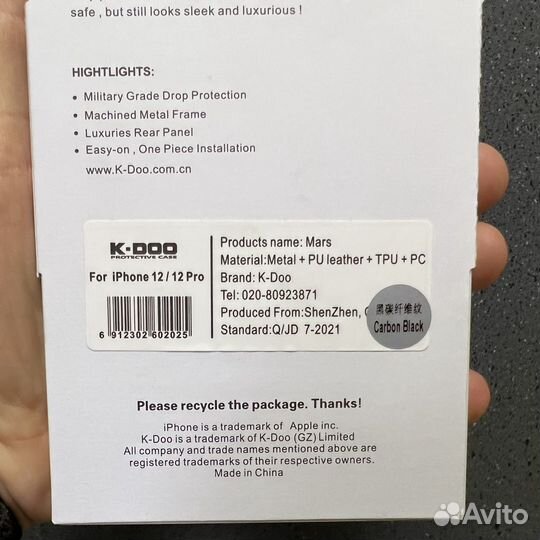 safe , but still looks sleek and luxurious !
HIGHTLIGHTS:
• Military Grade Drop Protection
• Machined Metal Frame
• Luxuries Rear Panel
• Easy-on , One Piece Installation
www.K-Doo.com.cn
K-DOO
PROTECTIVE CASE
For iPhone 12 / 12 Pro
6 912302 602025
Products name: Mars
Material:Metal + PU leather + TPU + PC
Brand: K-Doo
Tel: 020-80923871
Produced From:ShenZhen,
Standard:Q/JD 7-2021
黑碳纤维纹
Carbon Black
Please recycle the package. Thanks!
iPhone is a trademark of Apple inc.
K-Doo is a trademark of K-Doo (GZ) Limited
All company and trade names mentioned above are
registered trademarks of their respective owners.
Made in China
Avito